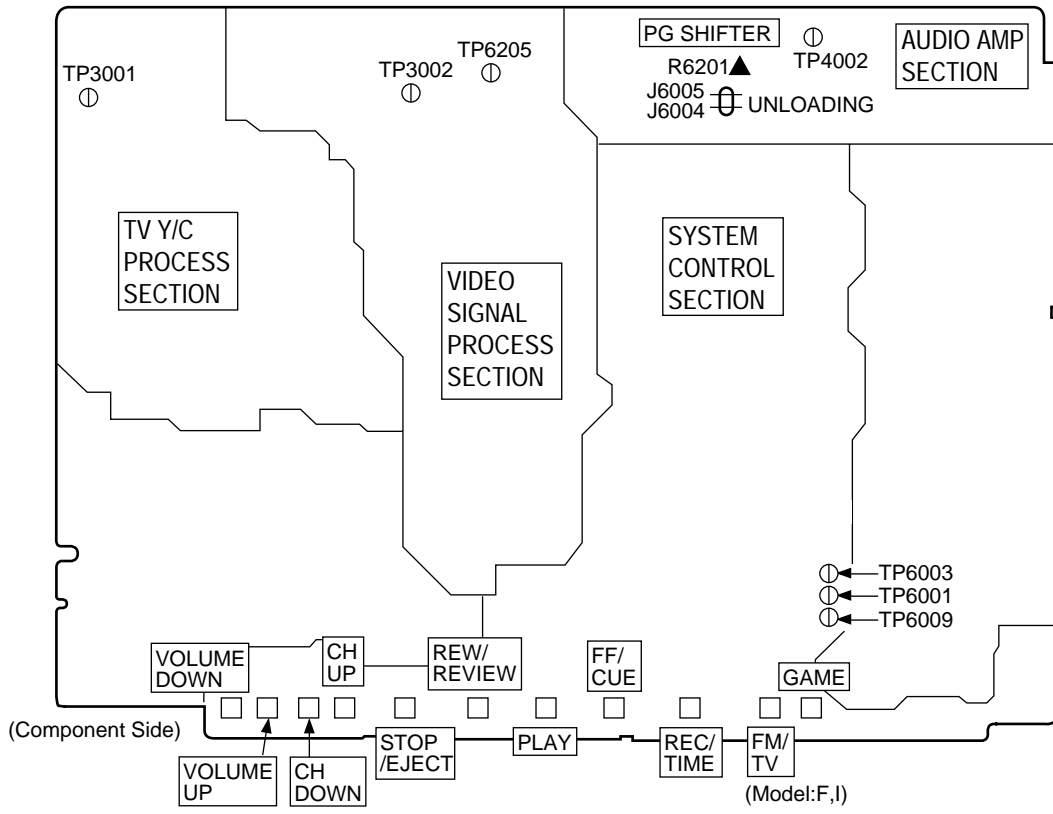 PG SHIFTER
TP4002
AUDIO AMP
SECTION
TP3001
TP3002
TP6205
R6201
J6005
J6004
UNLOADING
TV Y/C
PROCESS
SECTION
VIDEO
SIGNAL
PROCESS
SECTION
SYSTEM
CONTROL
SECTION
TP6003
TP6001
TP6009
VOLUME
DOWN
CH
UP
REW/
REVIEW
FF/
CUE
GAME
(Component Side)
VOLUME
UP
CH
DOWN
STOP
/EJECT
PLAY
REC/
TIME
FM/
TV
(Model:F,I)